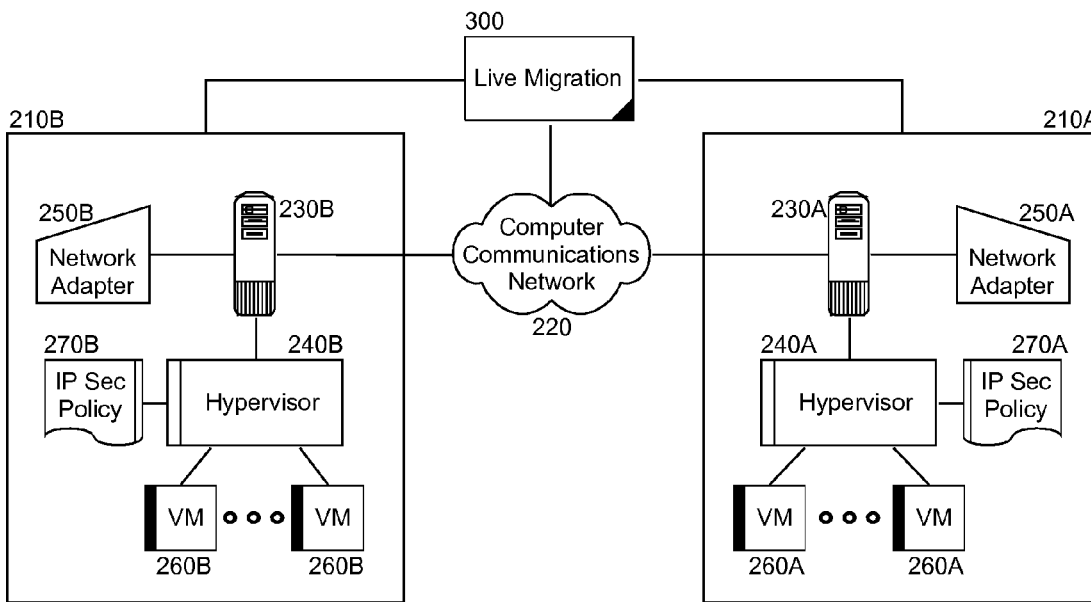 300
Live Migration
210B
210A
250B
230B
230A
250A
Network
Adapter
Computer
Communications
Network
Network
Adapter
220
270B
240B
240A
270A
IP Sec
Policy
Hypervisor
Hypervisor
IP Sec
Policy
VM
VM
VM
VM
260B
260B
260A
260A